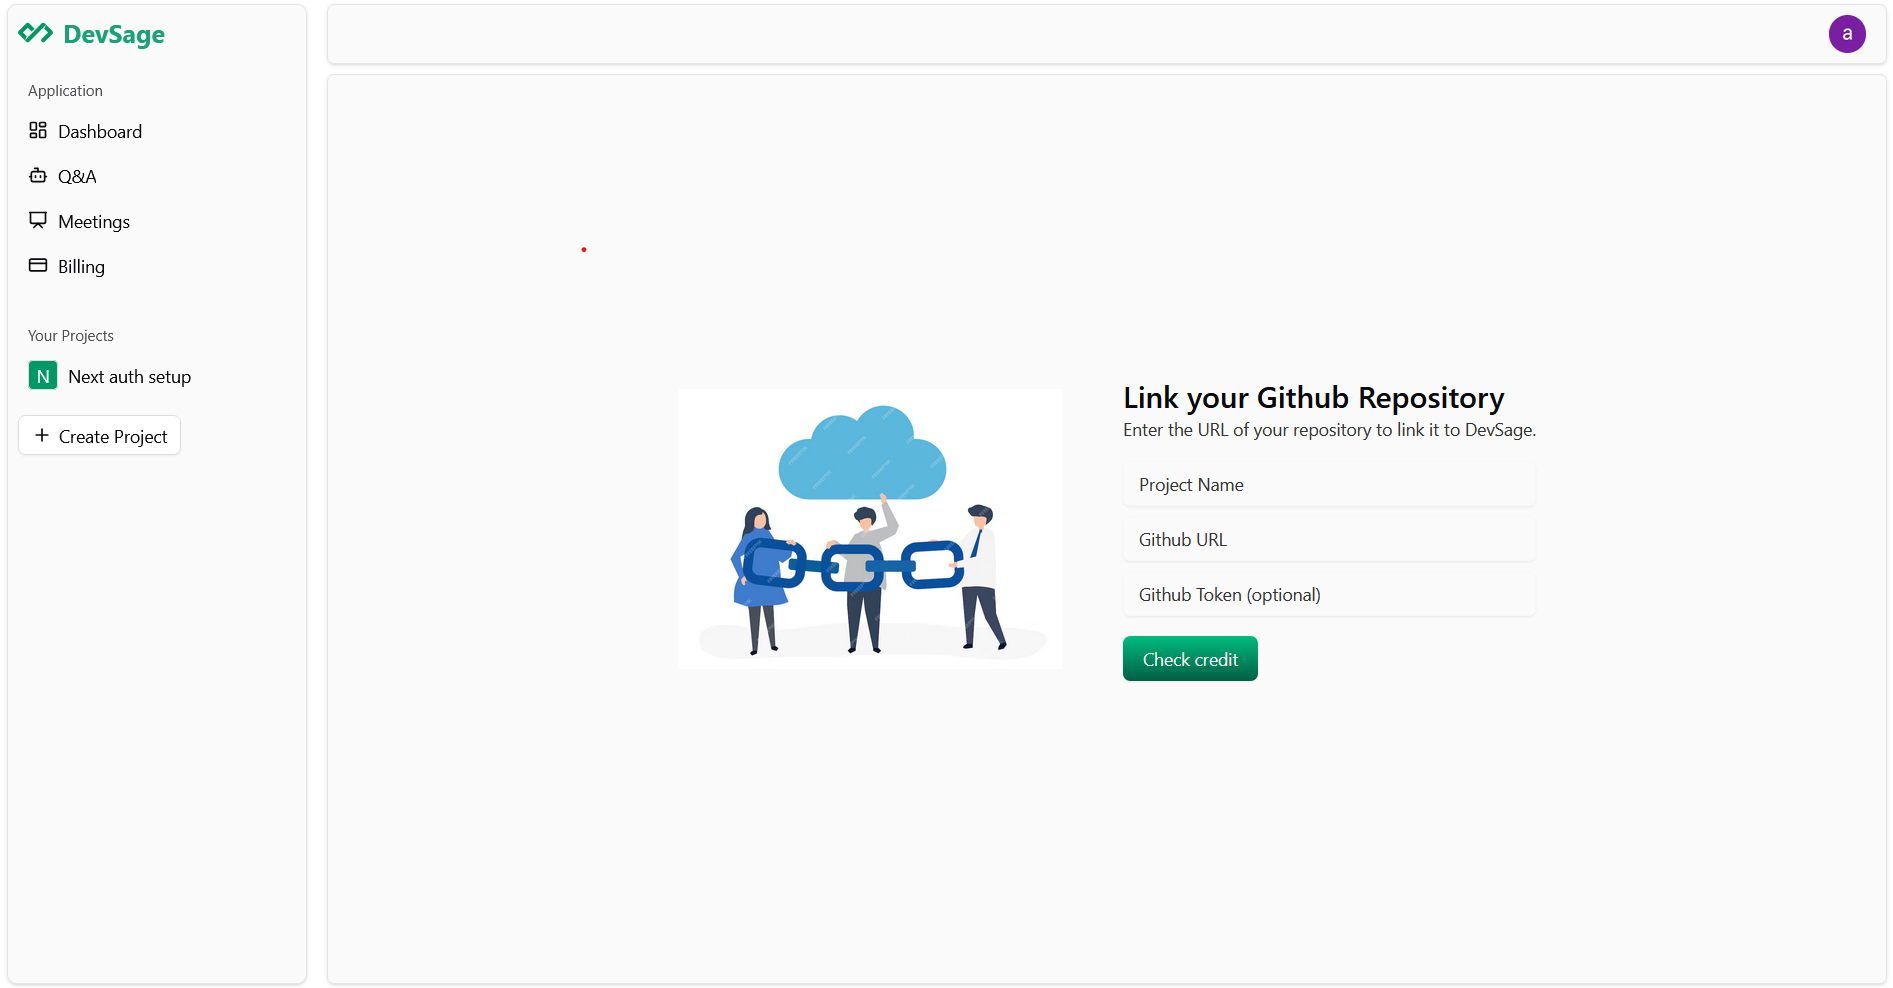 DevSage
a
Application
Dashboard
Q&A
Meetings
Billing
Your Projects
N Next auth setup
Create Project
Link your Github Repository
Enter the URL of your repository to link it to DevSage.
Project Name
Github URL
Github Token (optional)
Check credit